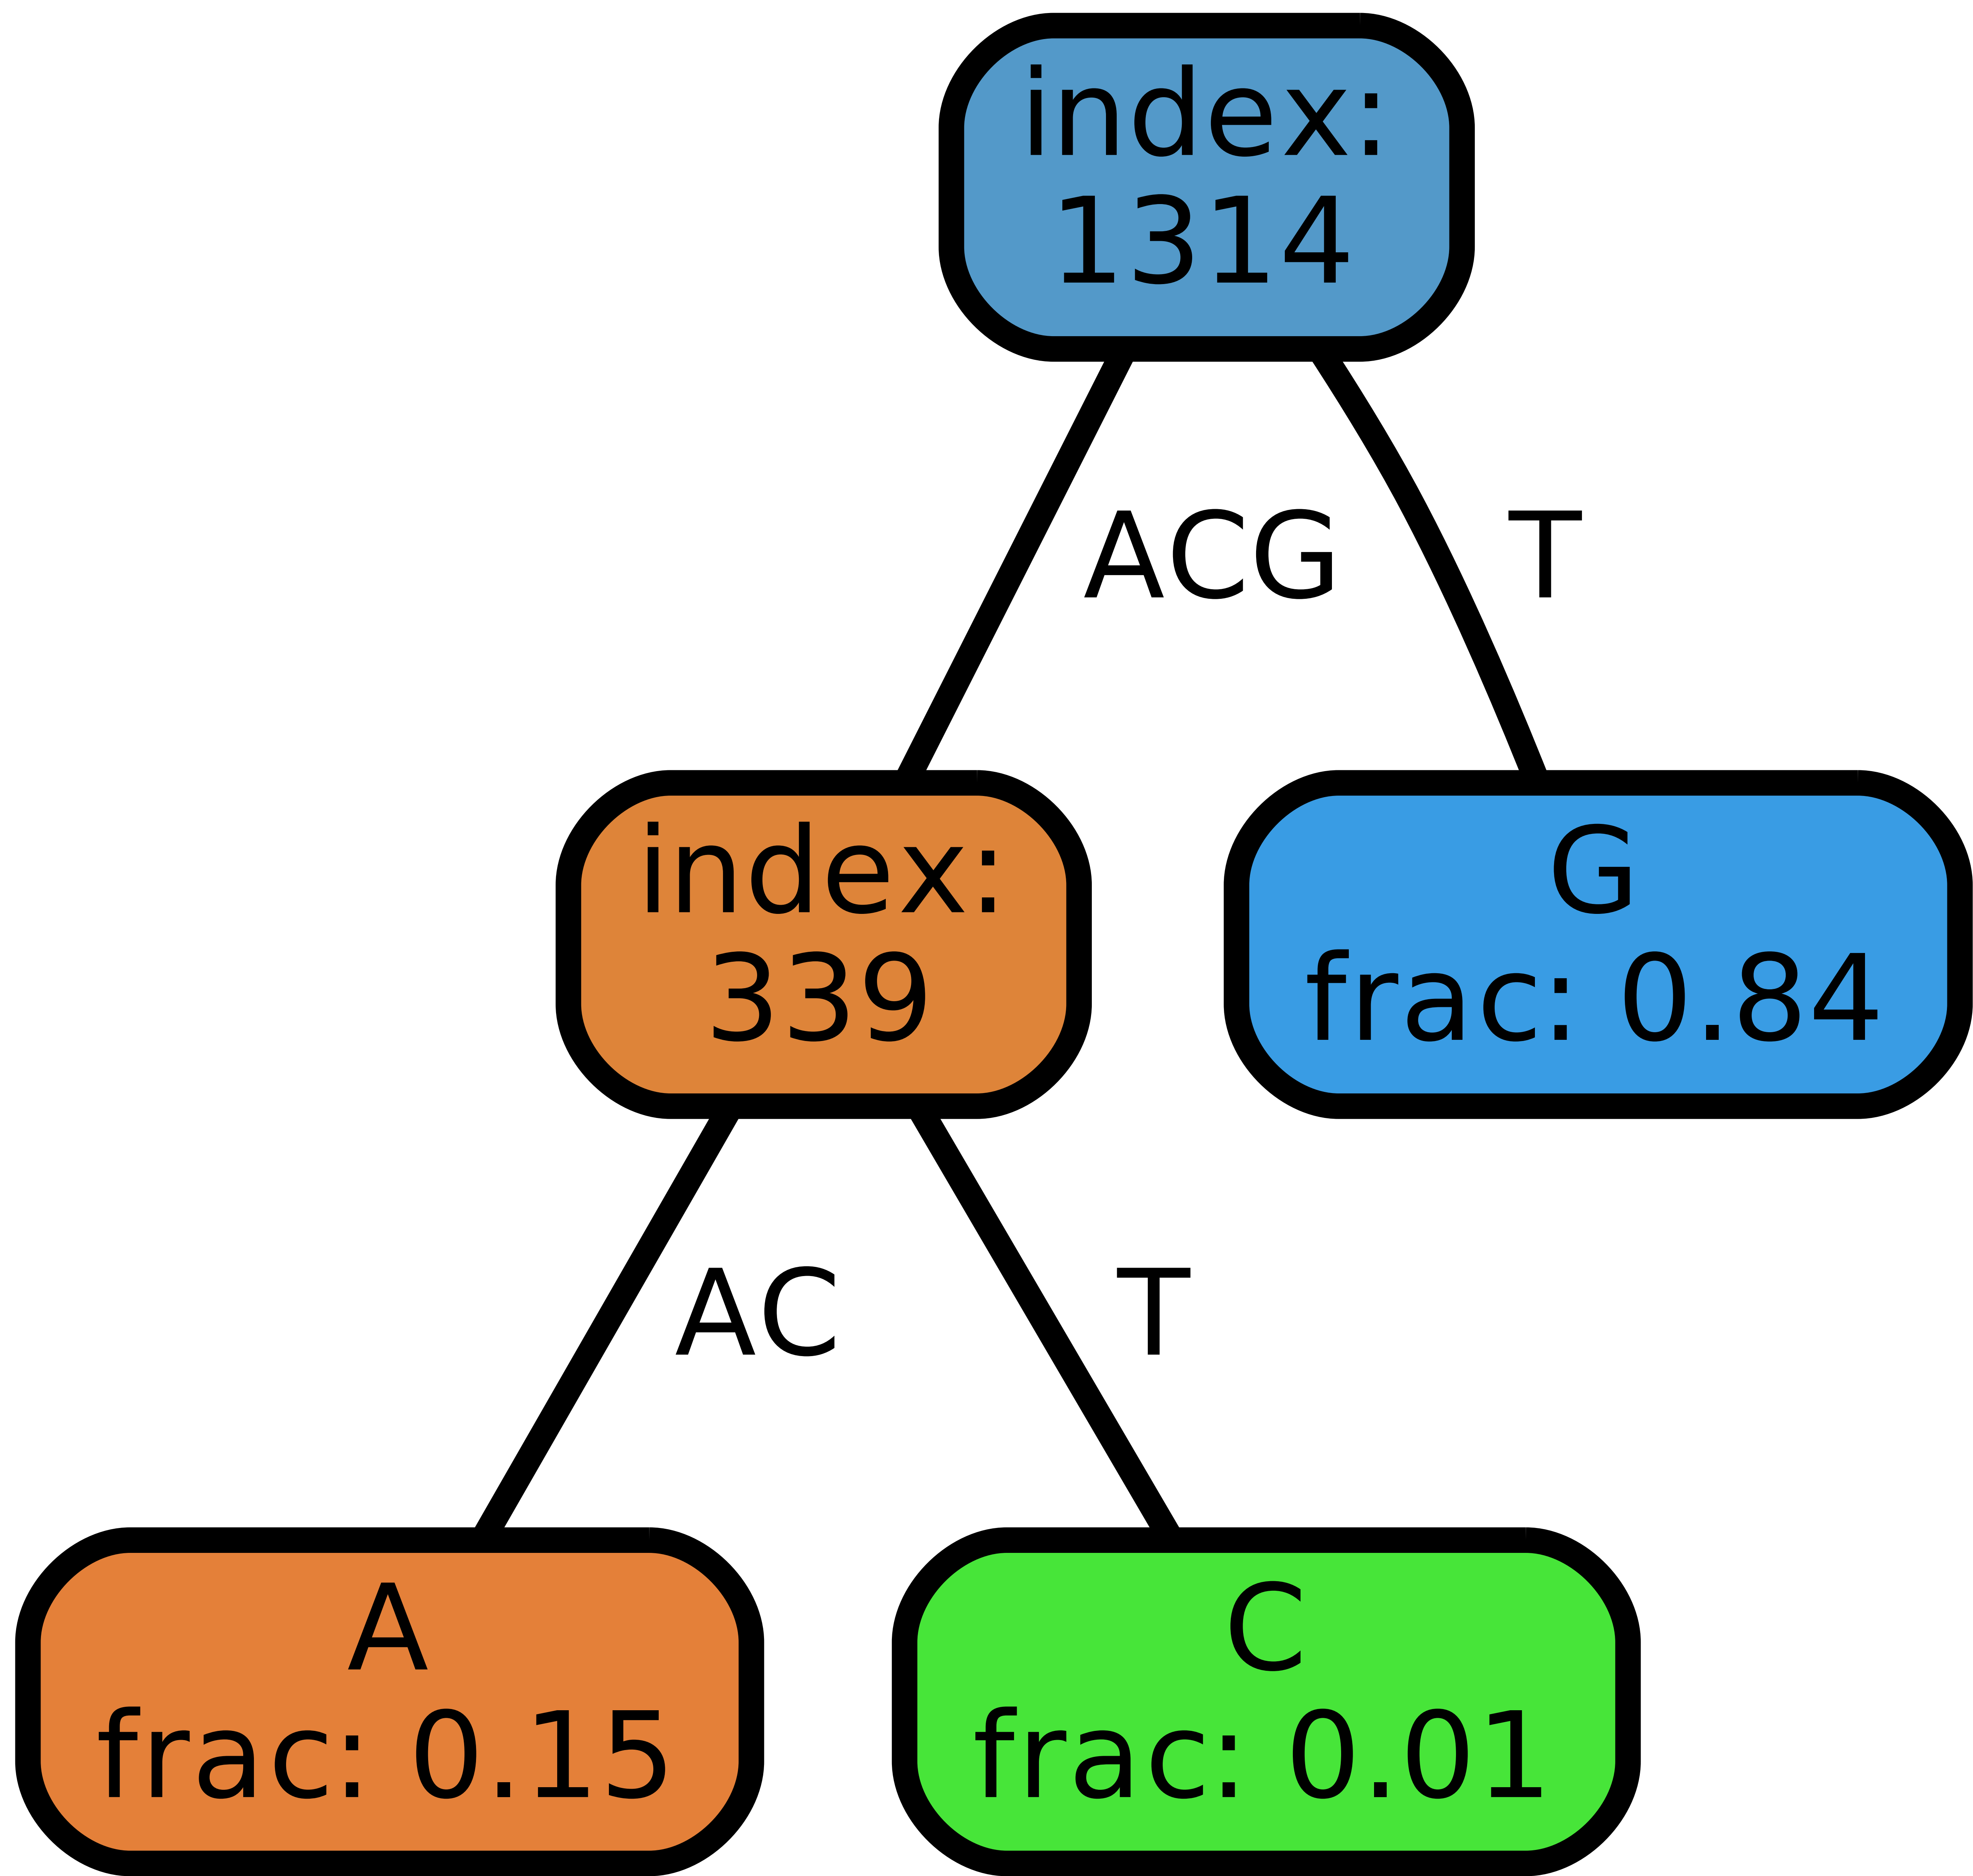 index:
1314
ACG
T
index:
339
G
frac: 0.84
AC
T
A
frac: 0.15
C
frac: 0.01